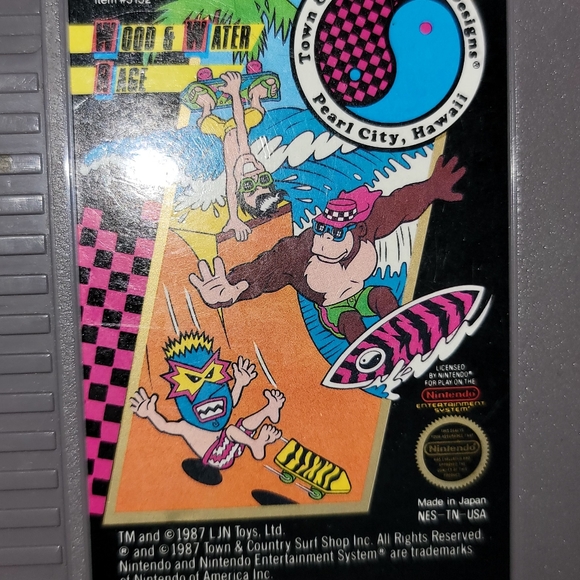 WOOD & WATER
RAGE
Town
Designs®
Pearl City, Hawaii
LICENSED
BY NINTENDO®
FOR PLAY ON THE
Nintendo
ENTERTAINMENT
SYSTEM®
Nintendo
Made in Japan
NES-TN-USA
TM and ©1987 LJN Toys, Ltd.
® and ©1987 Town & Country Surf Shop Inc. All Rights Reserved.
Nintendo and Nintendo Entertainment System® are trademarks
of Nintendo of America Inc.